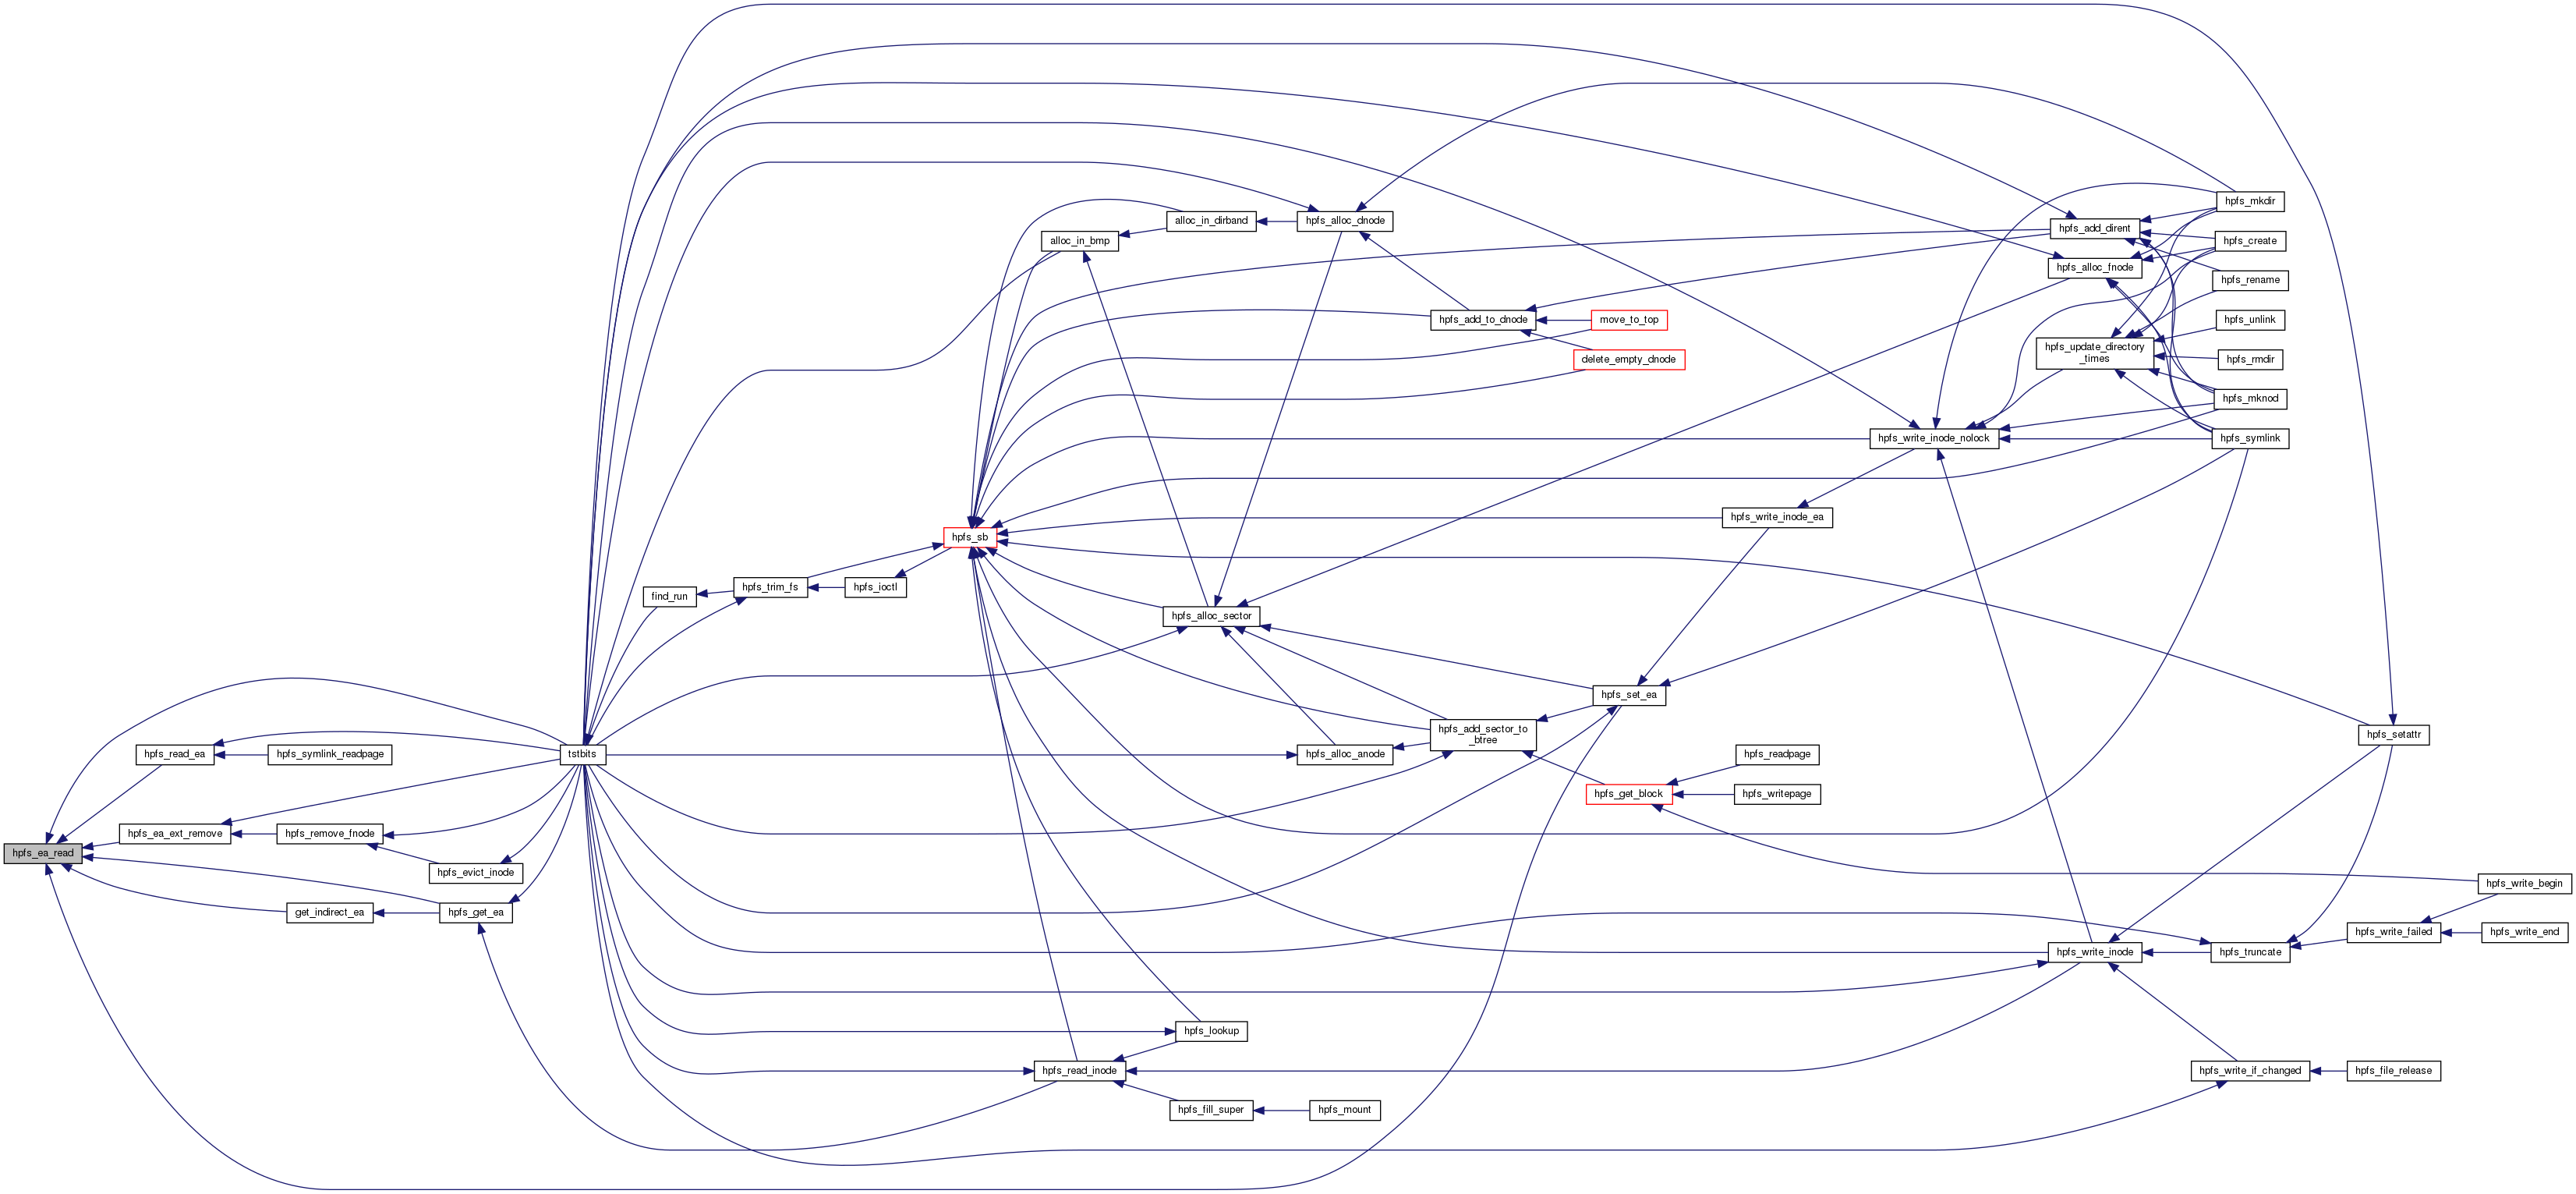 hpfs_mkdir
alloc_in_dirband
hpfs_alloc_dnode
hpfs_add_dirent
alloc_in_bmp
hpfs_create
hpfs_alloc_fnode
hpfs_rename
hpfs_add_to_dnode
move_to_top
hpfs_unlink
hpfs_update_directory
_times
delete_empty_dnode
hpfs_rmdir
hpfs_mknod
hpfs_write_inode_nolock
hpfs_symlink
hpfs_write_inode_ea
hpfs_sb
find_run
hpfs_trim_fs
hpfs_ioctl
hpfs_alloc_sector
hpfs_set_ea
hpfs_add_sector_to
_btree
hpfs_setattr
hpfs_read_ea
hpfs_symlink_readpage
tstbits
hpfs_alloc_anode
hpfs_readpage
hpfs_get_block
hpfs_writepage
hpfs_ea_ext_remove
hpfs_remove_fnode
hpfs_ea_read
hpfs_evict_inode
hpfs_write_begin
get_indirect_ea
hpfs_get_ea
hpfs_write_failed
hpfs_write_end
hpfs_write_inode
hpfs_truncate
hpfs_lookup
hpfs_read_inode
hpfs_write_if_changed
hpfs_file_release
hpfs_fill_super
hpfs_mount